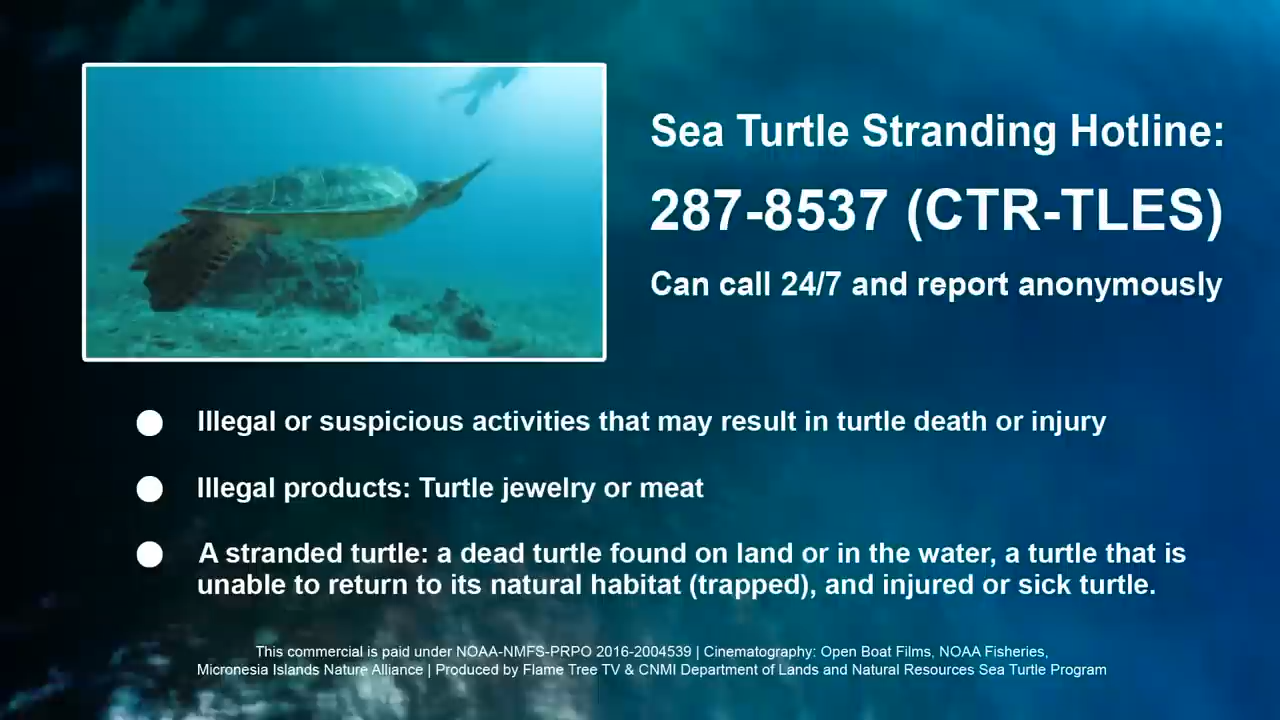 Sea Turtle Stranding Hotline:
287-8537 (CTR-TLES)
Can call 24/7 and report anonymously
Illegal or suspicious activities that may result in turtle death or injury
Illegal products: Turtle jewelry or meat
A stranded turtle: a dead turtle found on land or in the water, a turtle that is
unable to return to its natural habitat (trapped), and injured or sick turtle.
This commercial is paid under NOAA-NMFS-PRPO 2016-2004539 | Cinematography: Open Boat Films, NOAA Fisheries,
Micronesia Islands Nature Alliance | Produced by Flame Tree TV & CNMI Department of Lands and Natural Resources Sea Turtle Program